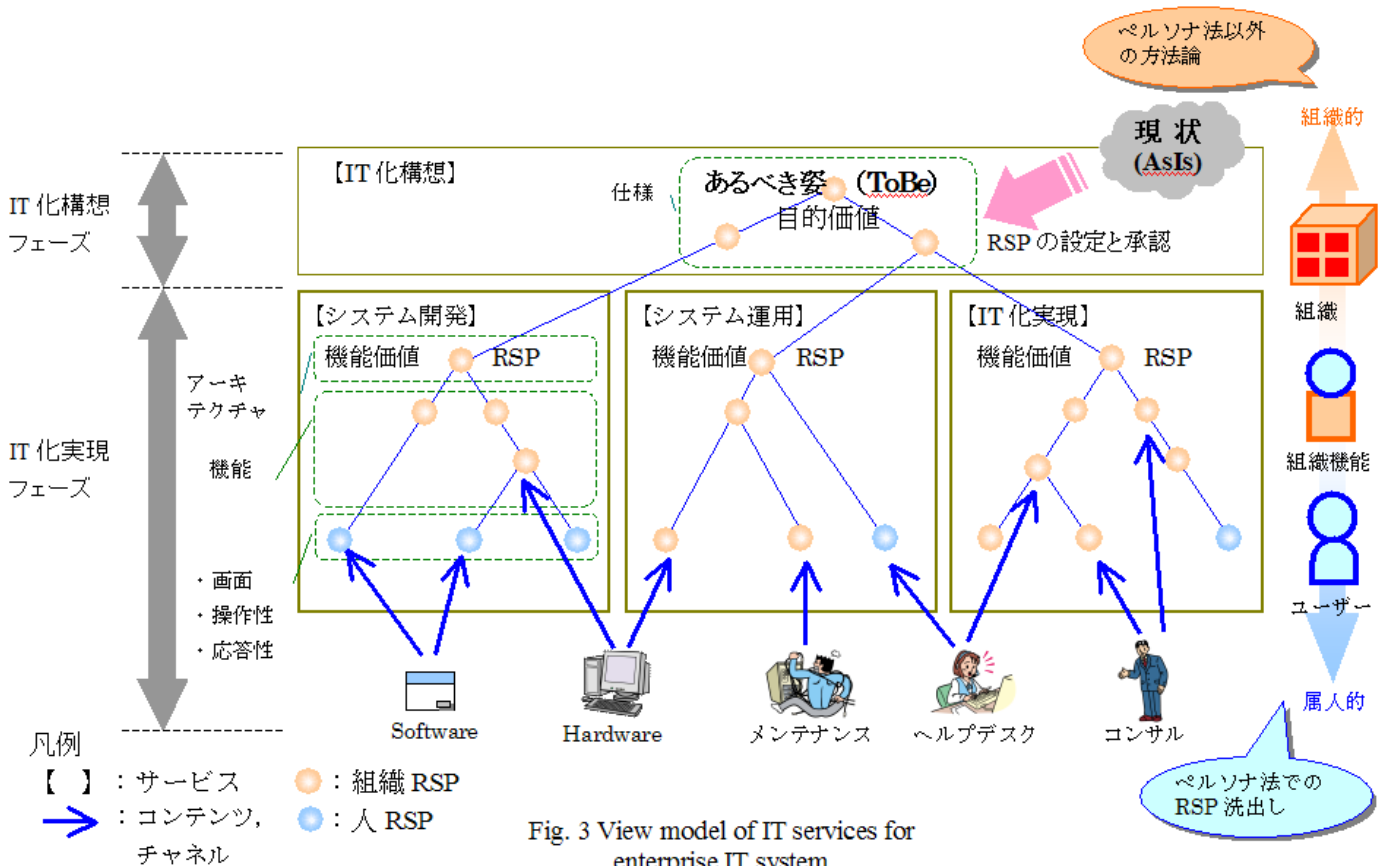 ペルソナ法以外
の方法論
組織的
現 状
(AsIs)
【IT 化構想】
仕様
あるべき姿 (ToBe)
目的価値
RSP の設定と承認
IT 化構想
フェーズ
組織
【システム開発】
【システム運用】
【IT 化実現】
機能価値
RSP
機能価値
RSP
機能価値
RSP
アーキ
テクチャ
機能
IT 化実現
フェーズ
組織機能
・画面
・操作性
・応答性
ユーザー
Software
Hardware
メンテナンス
ヘルプデスク
コンサル
属人的
凡例
【 】：サービス
：組織 RSP
：コンテンツ,
チャネル
：人 RSP
ペルソナ法での
RSP 洗出し
Fig. 3 View model of IT services for
enterprise IT system